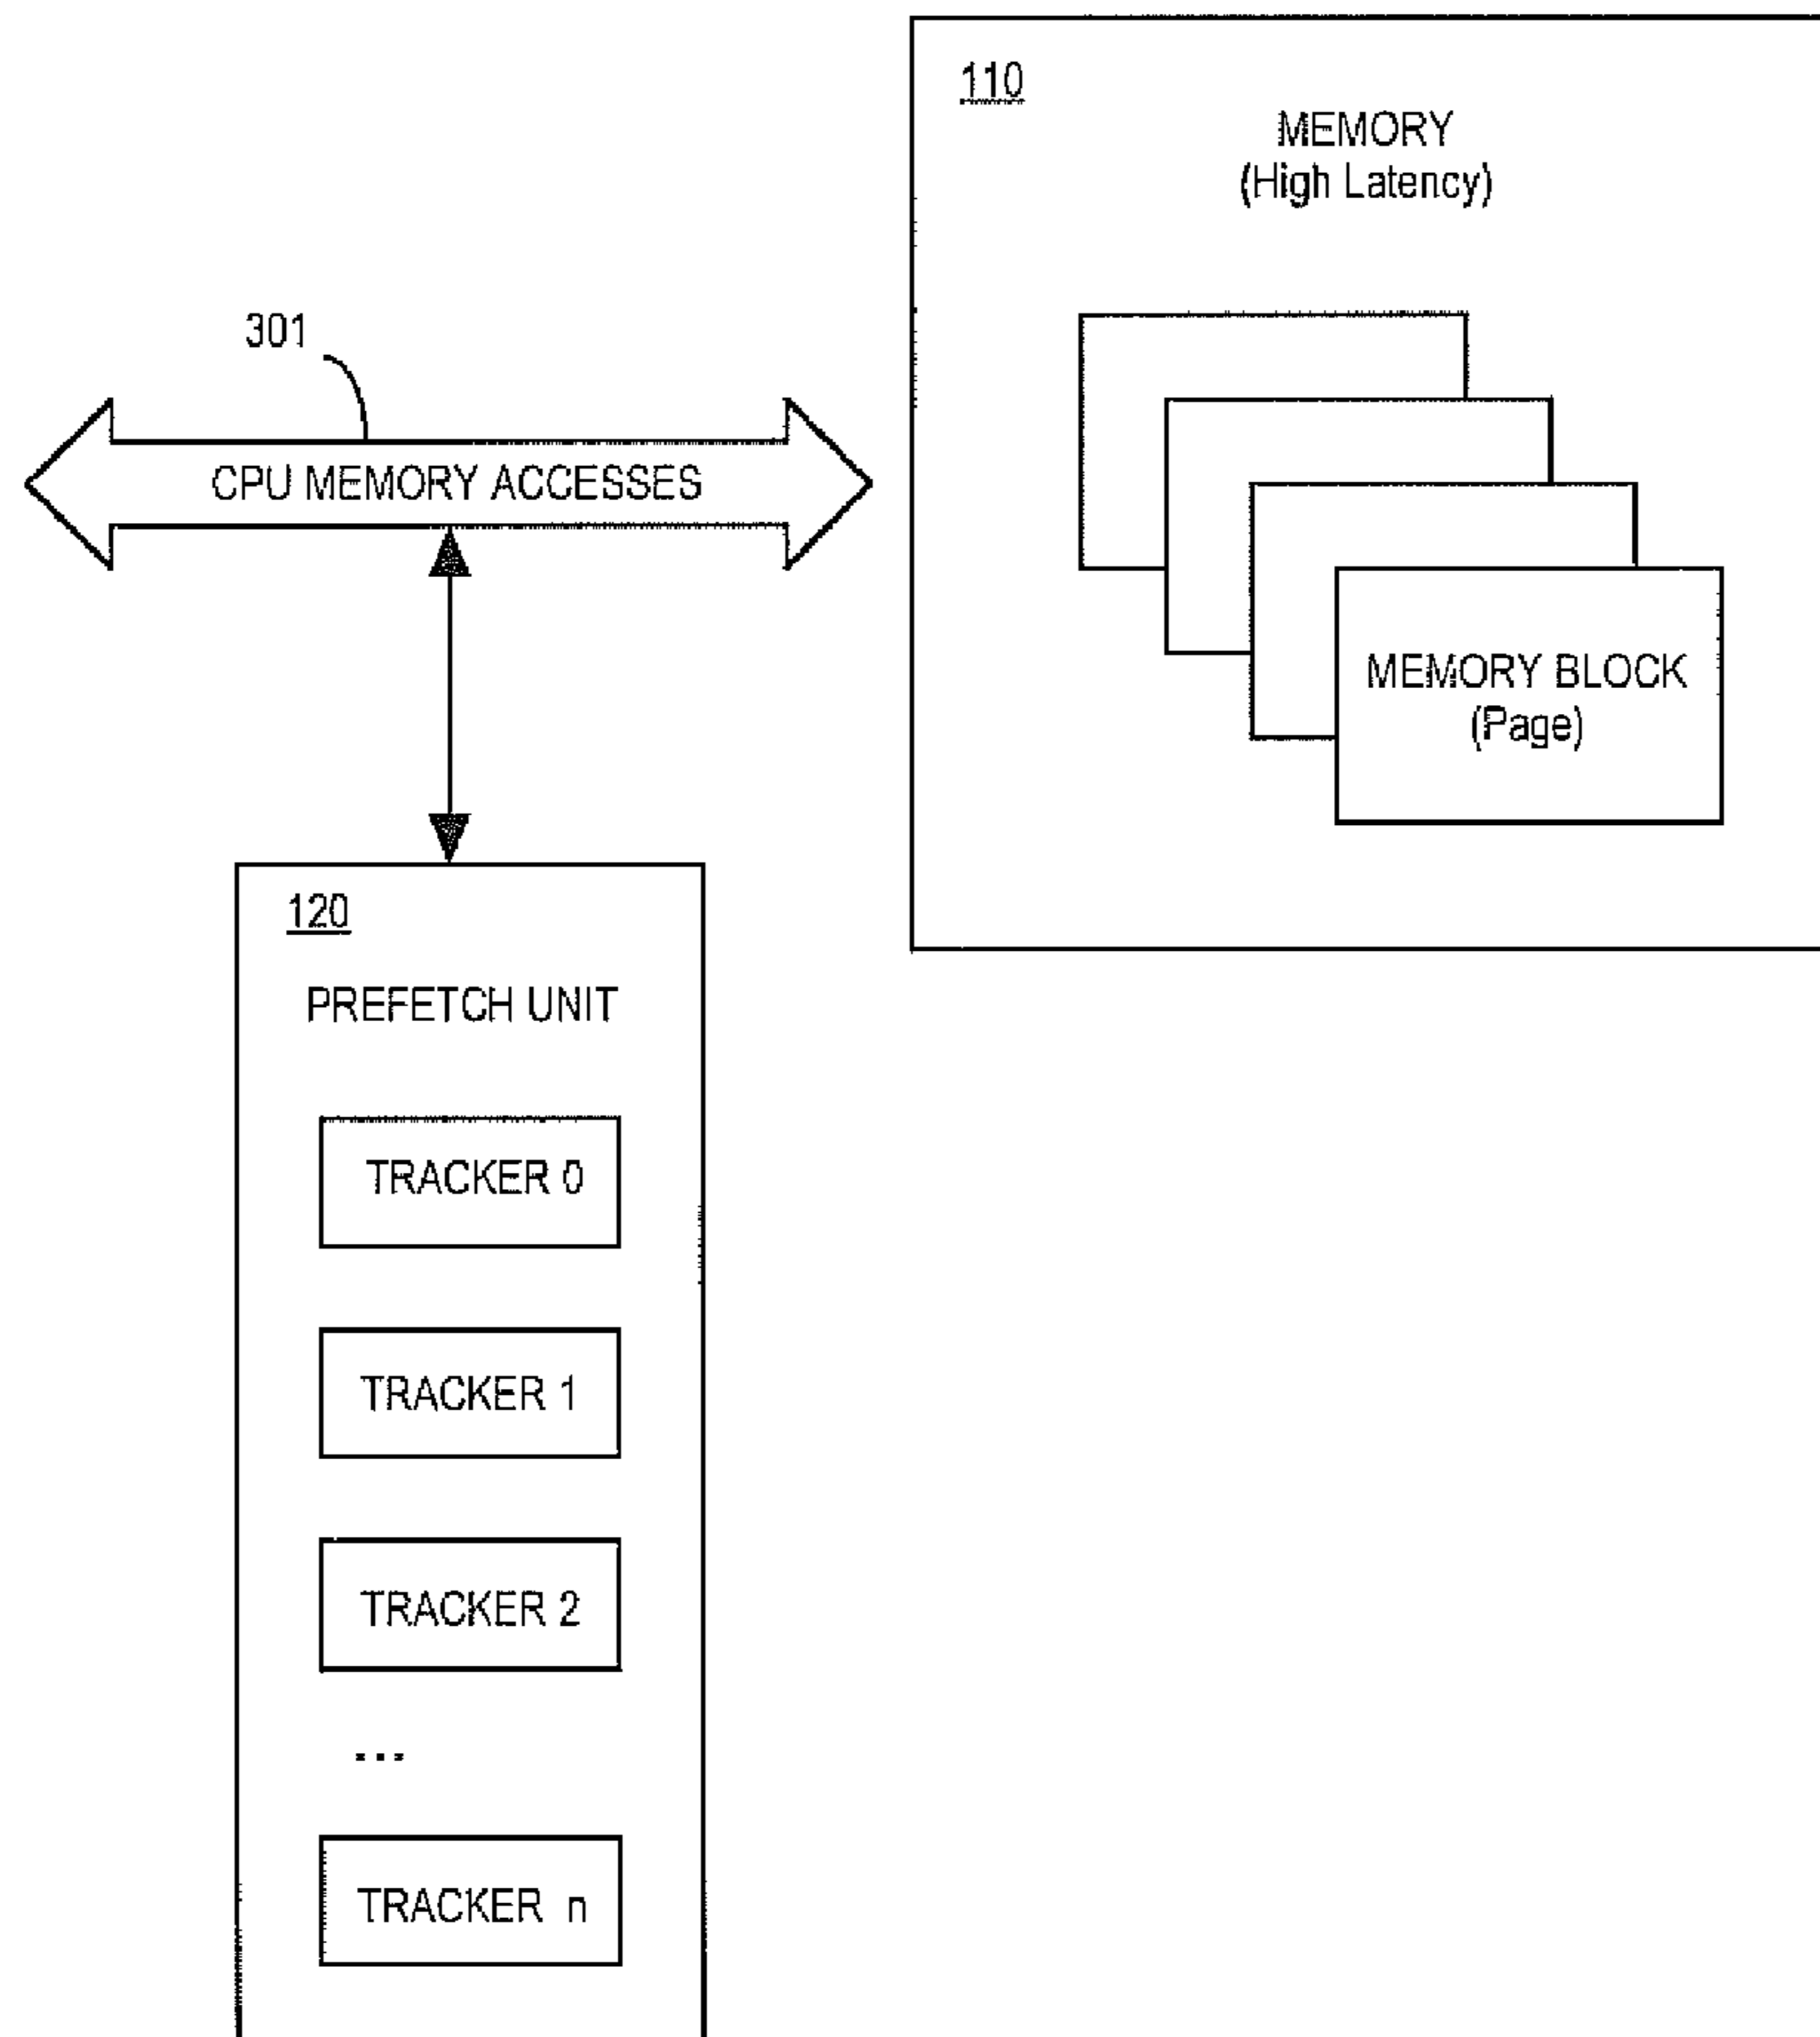 110
MEMORY
(High Latency)
301
CPU MEMORY ACCESSES
MEMORY BLOCK
(Page)
120
PREFETCH UNIT
TRACKER 0
TRACKER 1
TRACKER 2
...
TRACKER n